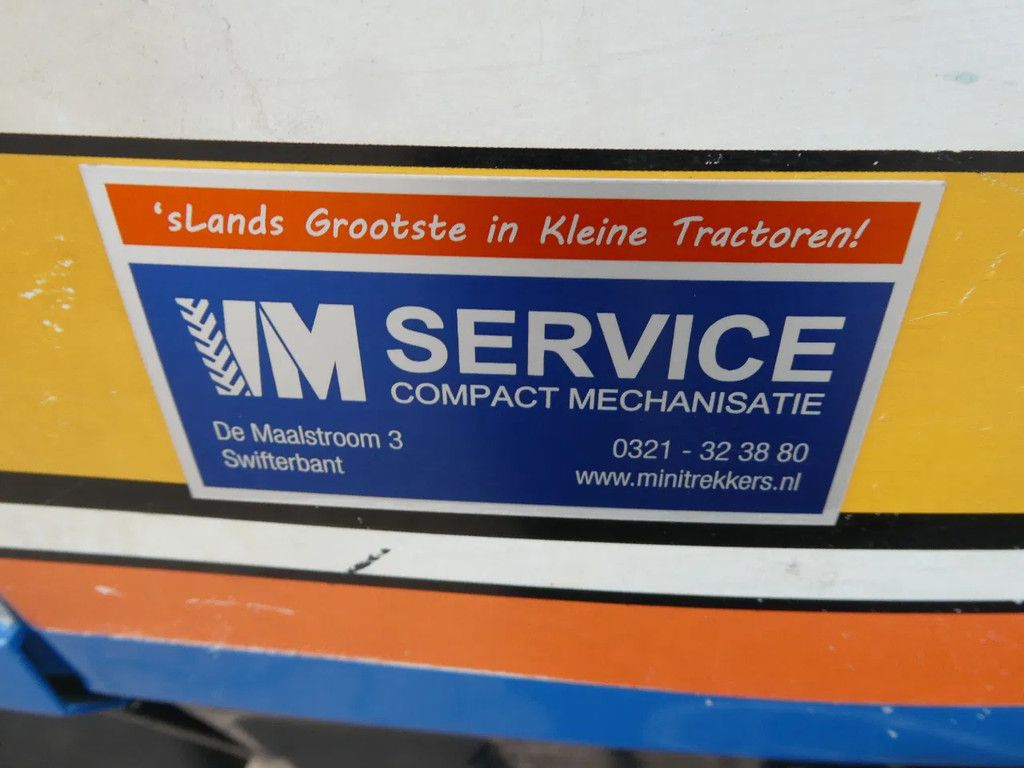 ‘sLands Grootste in Kleine Tractoren!
VM SERVICE
COMPACT MECHANISATIE
De Maalstroom 3
Swifterbant
0321 - 32 38 80
www.minitrekkers.nl